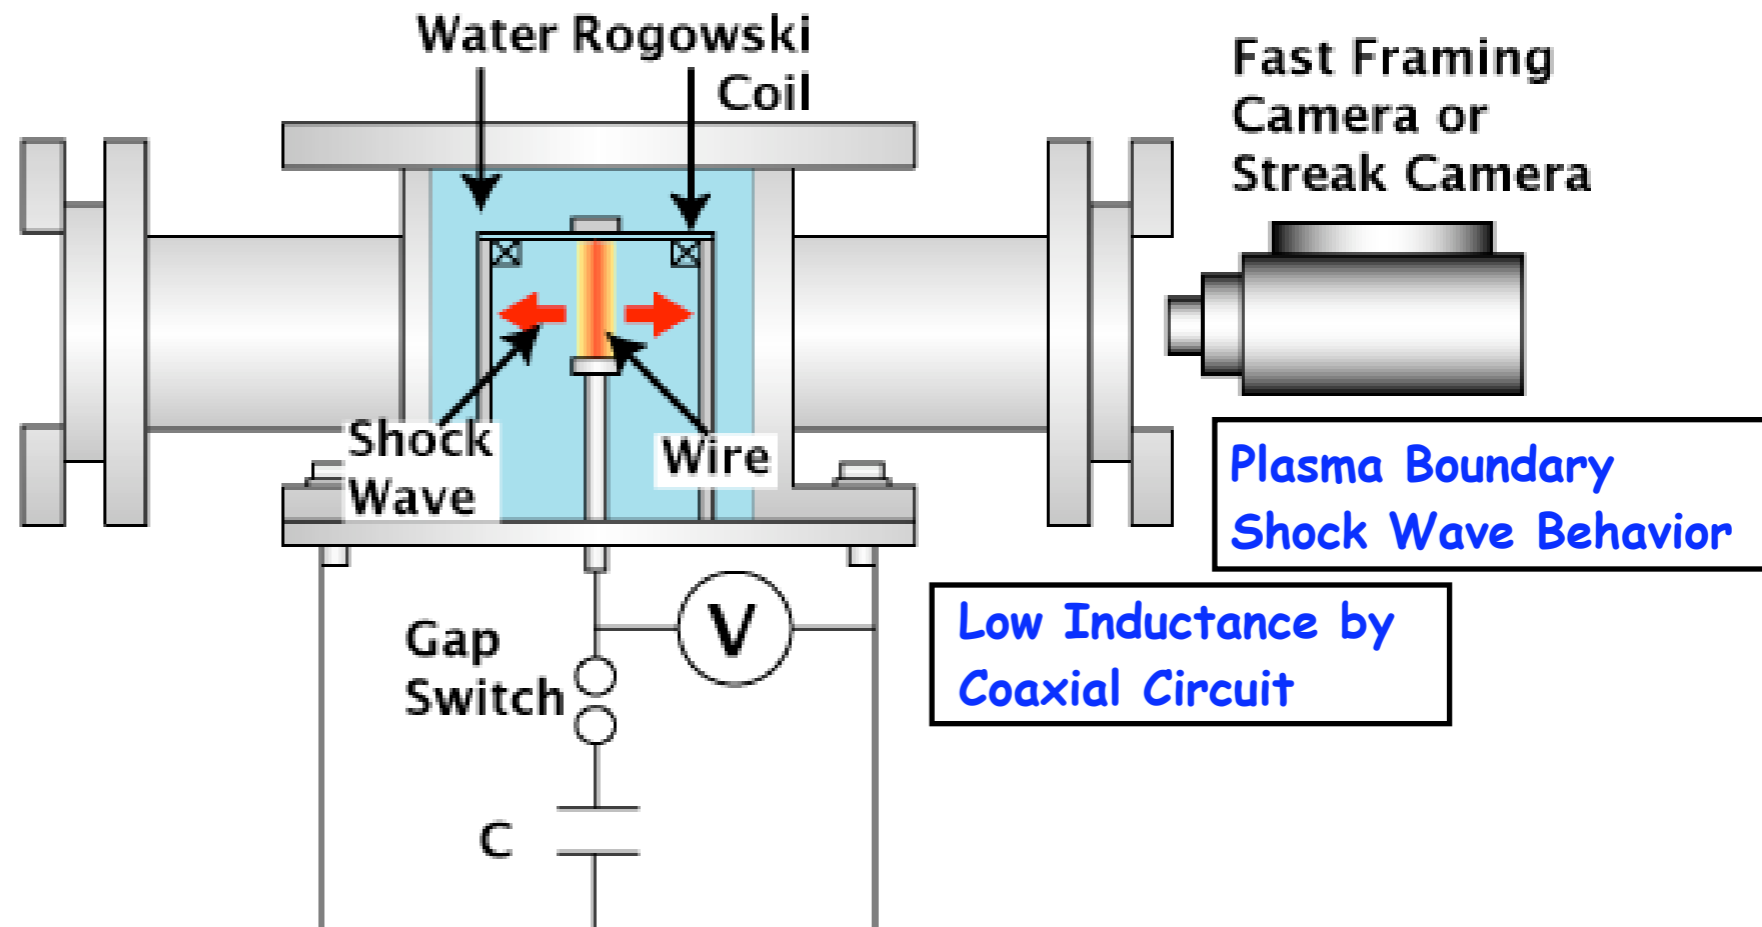 Water Rogowski
Coil
Fast Framing
Camera or
Streak Camera
Shock
Wave
Wire
Plasma Boundary
Shock Wave Behavior
Low Inductance by
Coaxial Circuit
Gap
Switch
V
C